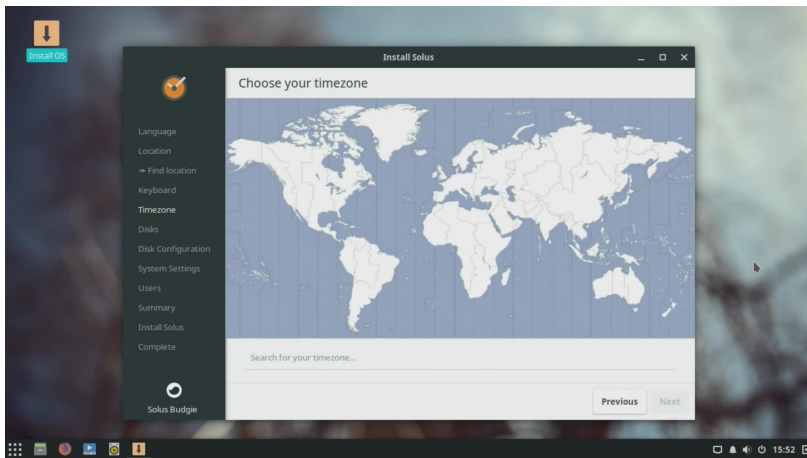 Install OS
Install Solus
Choose your timezone
Language
Location
↠ Find location
Keyboard
Timezone
Disks
Disk Configuration
System Settings
Users
Summary
Install Solus
Complete
Solus Budgie
Search for your timezone...
Previous
Next
15:52